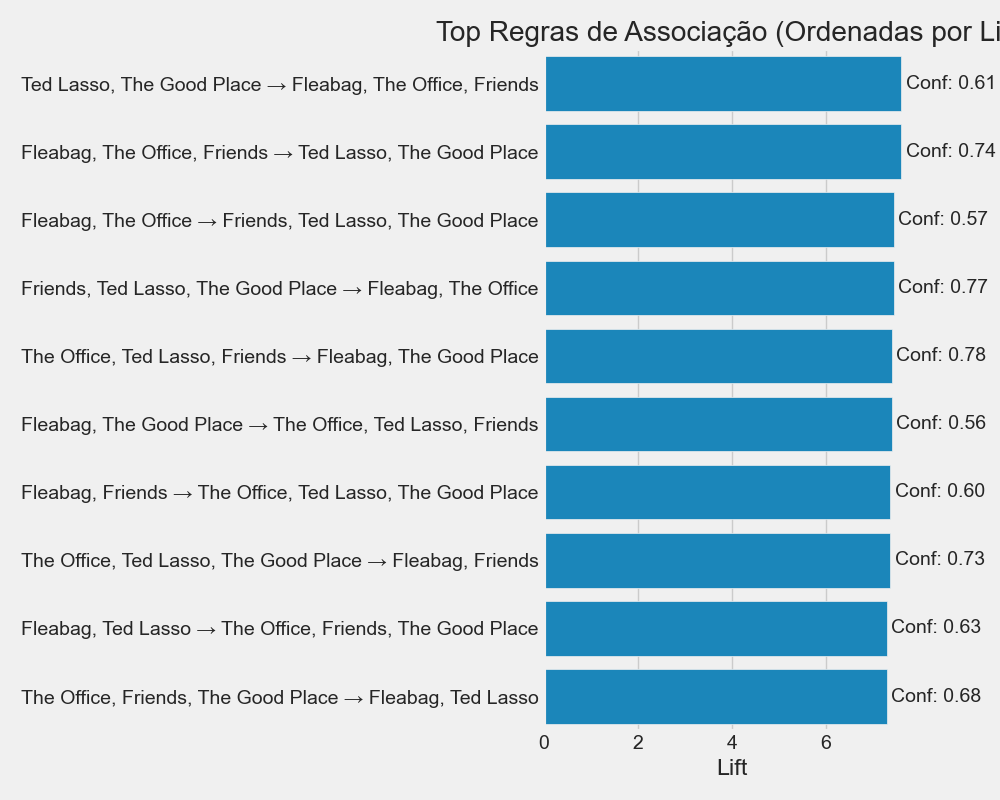 Top Regras de Associação (Ordenadas por Li
Ted Lasso, The Good Place → Fleabag, The Office, Friends Conf: 0.61
Fleabag, The Office, Friends → Ted Lasso, The Good Place Conf: 0.74
Fleabag, The Office → Friends, Ted Lasso, The Good Place Conf: 0.57
Friends, Ted Lasso, The Good Place → Fleabag, The Office Conf: 0.77
The Office, Ted Lasso, Friends → Fleabag, The Good Place Conf: 0.78
Fleabag, The Good Place → The Office, Ted Lasso, Friends Conf: 0.56
Fleabag, Friends → The Office, Ted Lasso, The Good Place Conf: 0.60
The Office, Ted Lasso, The Good Place → Fleabag, Friends Conf: 0.73
Fleabag, Ted Lasso → The Office, Friends, The Good Place Conf: 0.63
The Office, Friends, The Good Place → Fleabag, Ted Lasso Conf: 0.68
0 2 4 6
Lift